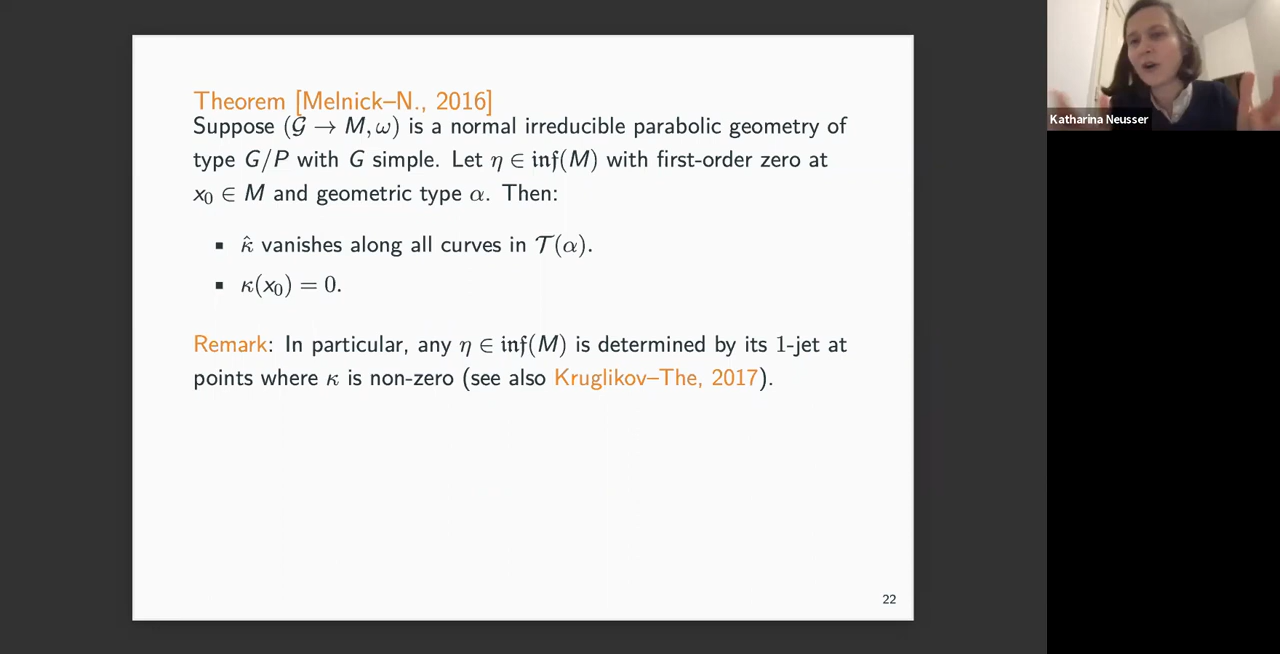 Theorem [Melnick–N., 2016]
Suppose (𝒢 → M, ω) is a normal irreducible parabolic geometry of
type G/P with G simple. Let η ∈ 𝔦𝔫𝔣(M) with first-order zero at
x₀ ∈ M and geometric type α. Then:
▪ κ̂ vanishes along all curves in 𝒯(α).
▪ κ(x₀) = 0.
Remark: In particular, any η ∈ 𝔦𝔫𝔣(M) is determined by its 1-jet at
points where κ is non-zero (see also Kruglikov–The, 2017).
22
Katharina Neusser